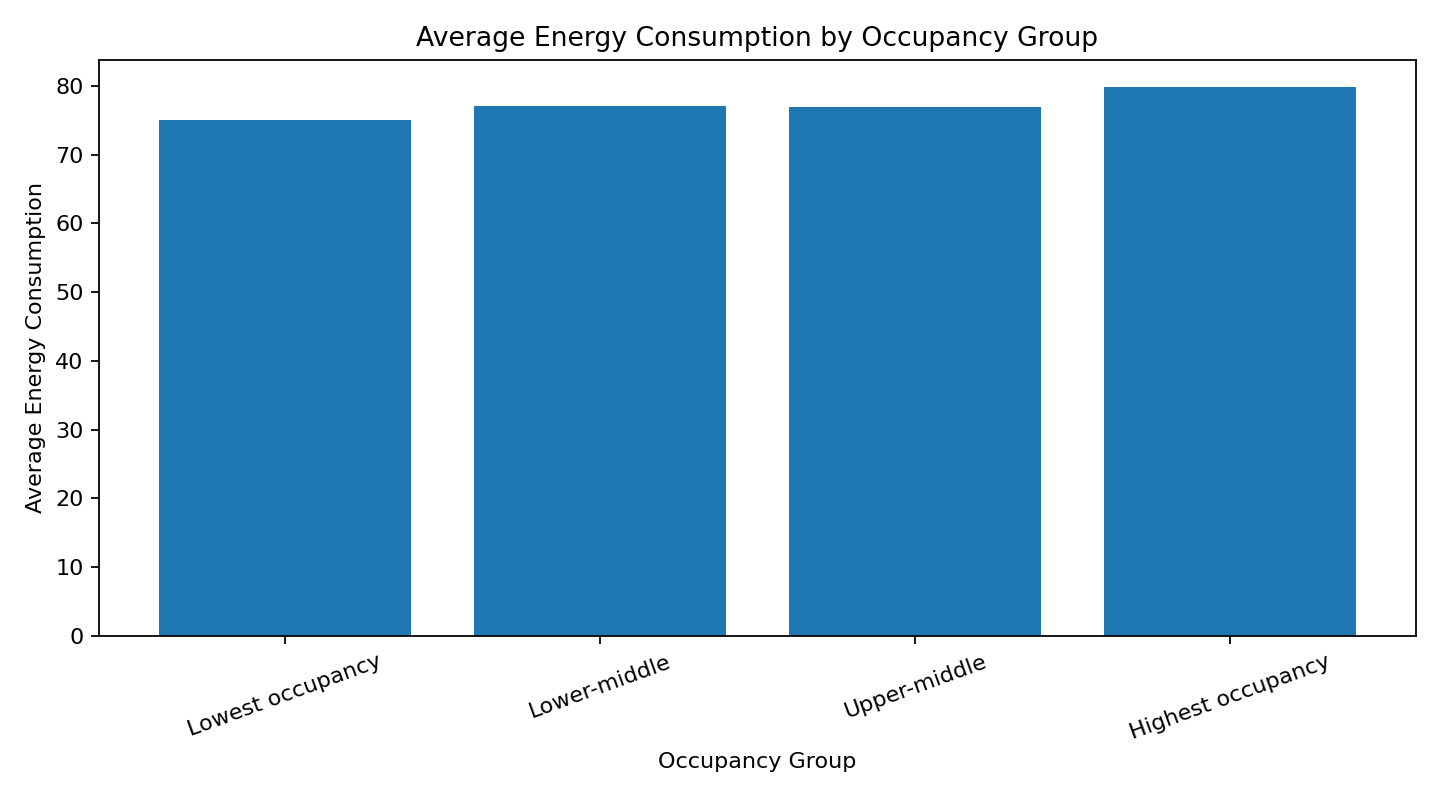 Average Energy Consumption by Occupancy Group
Average Energy Consumption
80
70
60
50
40
30
20
10
0
Lowest occupancy
Lower-middle
Upper-middle
Highest occupancy
Occupancy Group